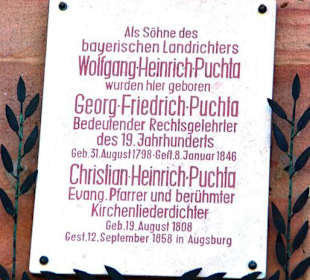 Als Söhne des
bayerischen Landrichters
Wolfgang-Heinrich-Puchta
wurden hier geboren
Georg-Friedrich-Puchta
Bedeutender Rechtsgelehrter
des 19. Jahrhunderts
Geb. 31. August 1798 - Gest. 8. Januar 1846
Christian-Heinrich-Puchta
Evang. Pfarrer und berühmter
Kirchenliederdichter
Geb. 19. August 1808
Gest. 12. September 1858 in Augsburg